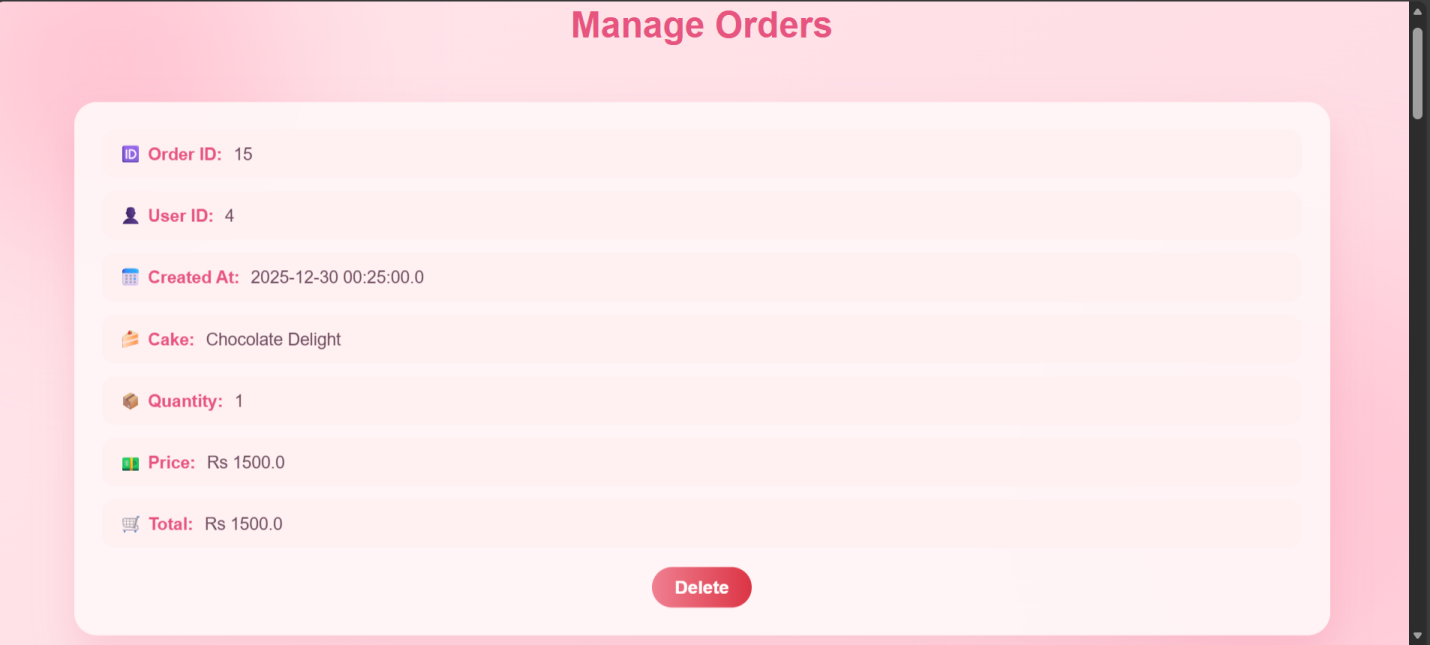 Manage Orders
🆔 Order ID: 15
👤 User ID: 4
📅 Created At: 2025-12-30 00:25:00.0
🍰 Cake: Chocolate Delight
📦 Quantity: 1
💵 Price: Rs 1500.0
🛒 Total: Rs 1500.0
Delete